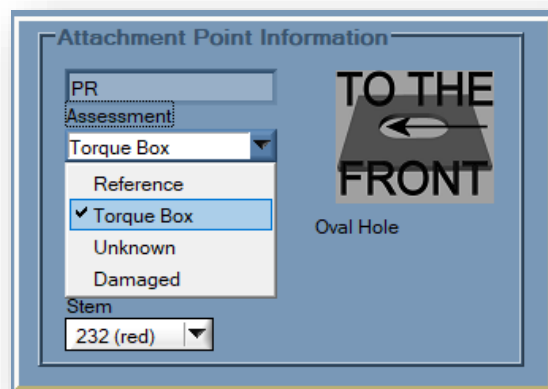 Attachment Point Information
PR
Assessment
Torque Box
Reference
Torque Box
Unknown
Damaged
Stem
232 (red)
TO THE
FRONT
Oval Hole